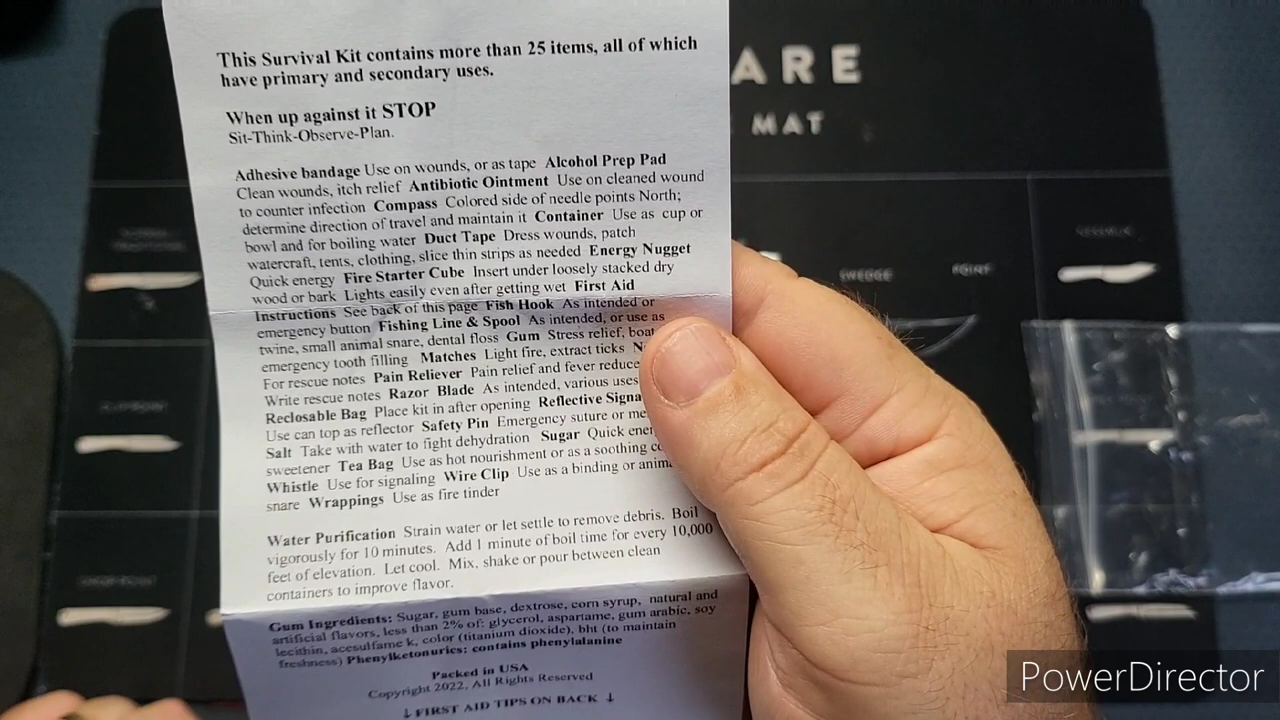 This Survival Kit contains more than 25 items, all of which
have primary and secondary uses.
When up against it STOP
Sit-Think-Observe-Plan.
Adhesive bandage Use on wounds, or as tape Alcohol Prep Pad
Clean wounds, itch relief Antibiotic Ointment Use on cleaned wound
to counter infection Compass Colored side of needle points North;
determine direction of travel and maintain it Container Use as cup or
bowl and for boiling water Duct Tape Dress wounds, patch
watercraft, tents, clothing, slice thin strips as needed Energy Nugget
Quick energy Fire Starter Cube Insert under loosely stacked dry
wood or bark Lights easily even after getting wet First Aid
Instructions See back of this page Fish Hook As intended or
emergency button Fishing Line & Spool As intended, or use as
twine, small animal snare, dental floss Gum Stress relief, boat
emergency tooth filling Matches Light fire, extract ticks
For rescue notes Pain Reliever Pain relief and fever reduce
Write rescue notes Razor Blade As intended, various uses
Reclosable Bag Place kit in after opening Reflective Signa
Use can top as reflector Safety Pin Emergency suture or me
Salt Take with water to fight dehydration Sugar Quick ener
sweetener Tea Bag Use as hot nourishment or as a soothing co
Whistle Use for signaling Wire Clip Use as a binding or anima
snare Wrappings Use as fire tinder
Water Purification Strain water or let settle to remove debris. Boil
vigorously for 10 minutes. Add 1 minute of boil time for every 10,000
feet of elevation. Let cool. Mix, shake or pour between clean
containers to improve flavor.
Gum Ingredients: Sugar, gum base, dextrose, corn syrup, natural and
artificial flavors, less than 2% of: glycerol, aspartame, gum arabic, soy
lecithin, acesulfame k, color (titanium dioxide), bht (to maintain
freshness) Phenylketonurics: contains phenylalanine
Packed in USA
Copyright 2022, All Rights Reserved
↓ FIRST AID TIPS ON BACK ↓
ARE
MAT
SWEDGE
POINT
PowerDirector